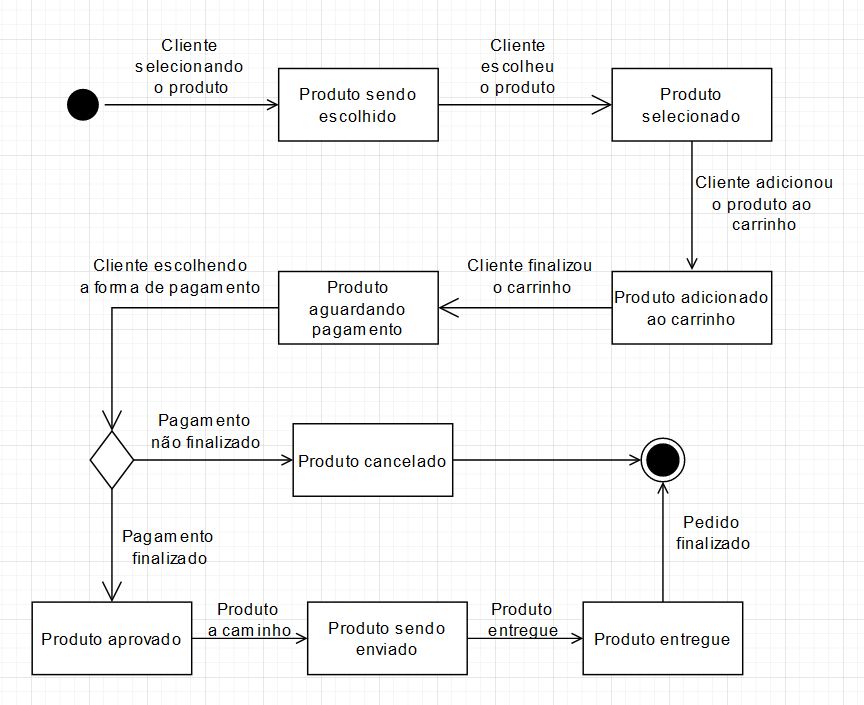 Cliente
selecionando
o produto
Produto sendo
escolhido
Cliente
escolheu
o produto
Produto
selecionado
Cliente adicionou
o produto ao
carrinho
Produto adicionado
ao carrinho
Cliente finalizou
o carrinho
Produto
aguardando
pagamento
Cliente escolhendo
a forma de pagamento
Pagamento
não finalizado
Produto cancelado
Pagamento
finalizado
Produto aprovado
Produto
a caminho
Produto sendo
enviado
Produto
entregue
Produto entregue
Pedido
finalizado